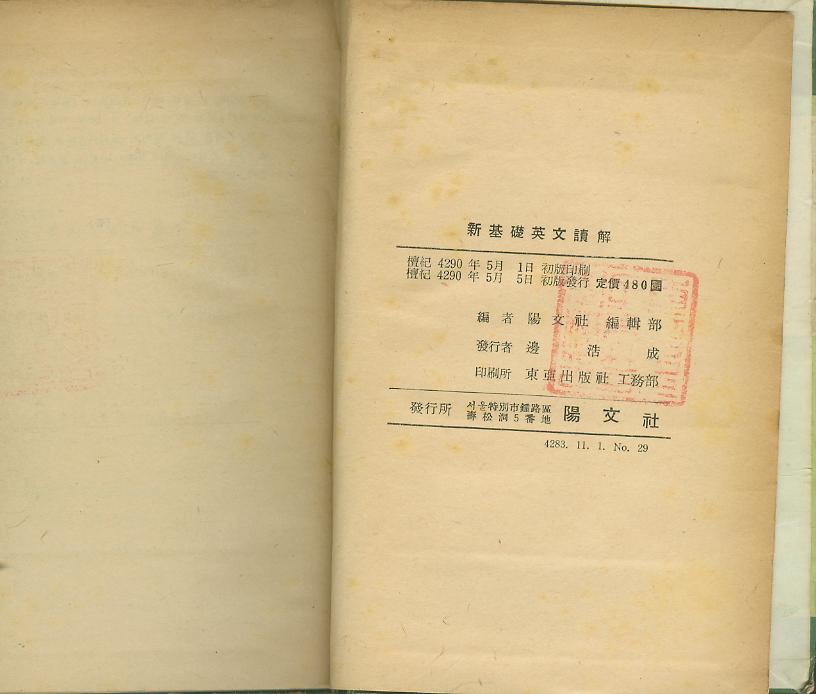 新基礎英文讀解
檀紀 4290 年 5月 1日 初版印刷
檀紀 4290 年 5月 5日 初版發行 定價480圜
編者 陽文社 編輯部
發行者 邊浩成
印刷所 東亞出版社 工務部
發行所 서울特別市鍾路區壽松洞5番地 陽文社
4283. 11. 1. No. 29